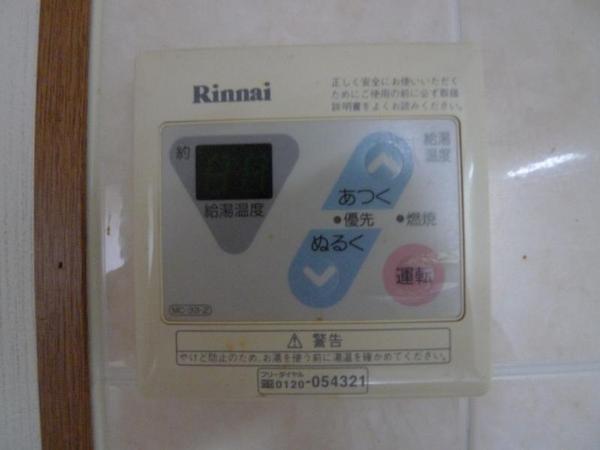 Rinnai
正しく安全にお使いいただく
ためにご使用の前に必ず取扱
説明書をよくお読みください。
約
給湯温度
給湯
温度
あつく
●優先 ●燃焼
ぬるく
運転
MC-33-Z
⚠警告
やけど防止のため、お湯を使う前に湯温を確かめてください。
フリーダイヤル
0120-054321